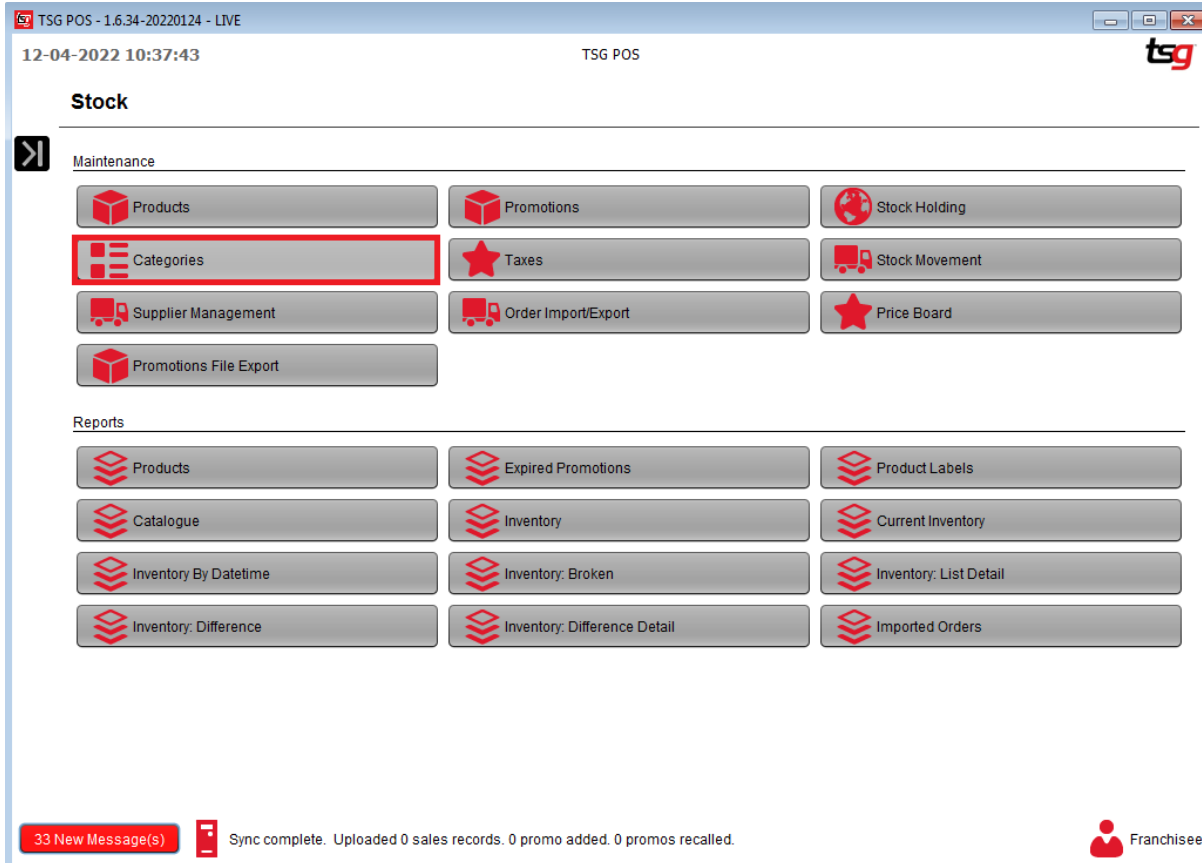 TSG POS - 1.6.34-20220124 - LIVE
12-04-2022 10:37:43 TSG POS tsg
Stock
Maintenance
Products Promotions Stock Holding
Categories Taxes Stock Movement
Supplier Management Order Import/Export Price Board
Promotions File Export
Reports
Products Expired Promotions Product Labels
Catalogue Inventory Current Inventory
Inventory By Datetime Inventory: Broken Inventory: List Detail
Inventory: Difference Inventory: Difference Detail Imported Orders
33 New Message(s) Sync complete. Uploaded 0 sales records. 0 promo added. 0 promos recalled. Franchisee